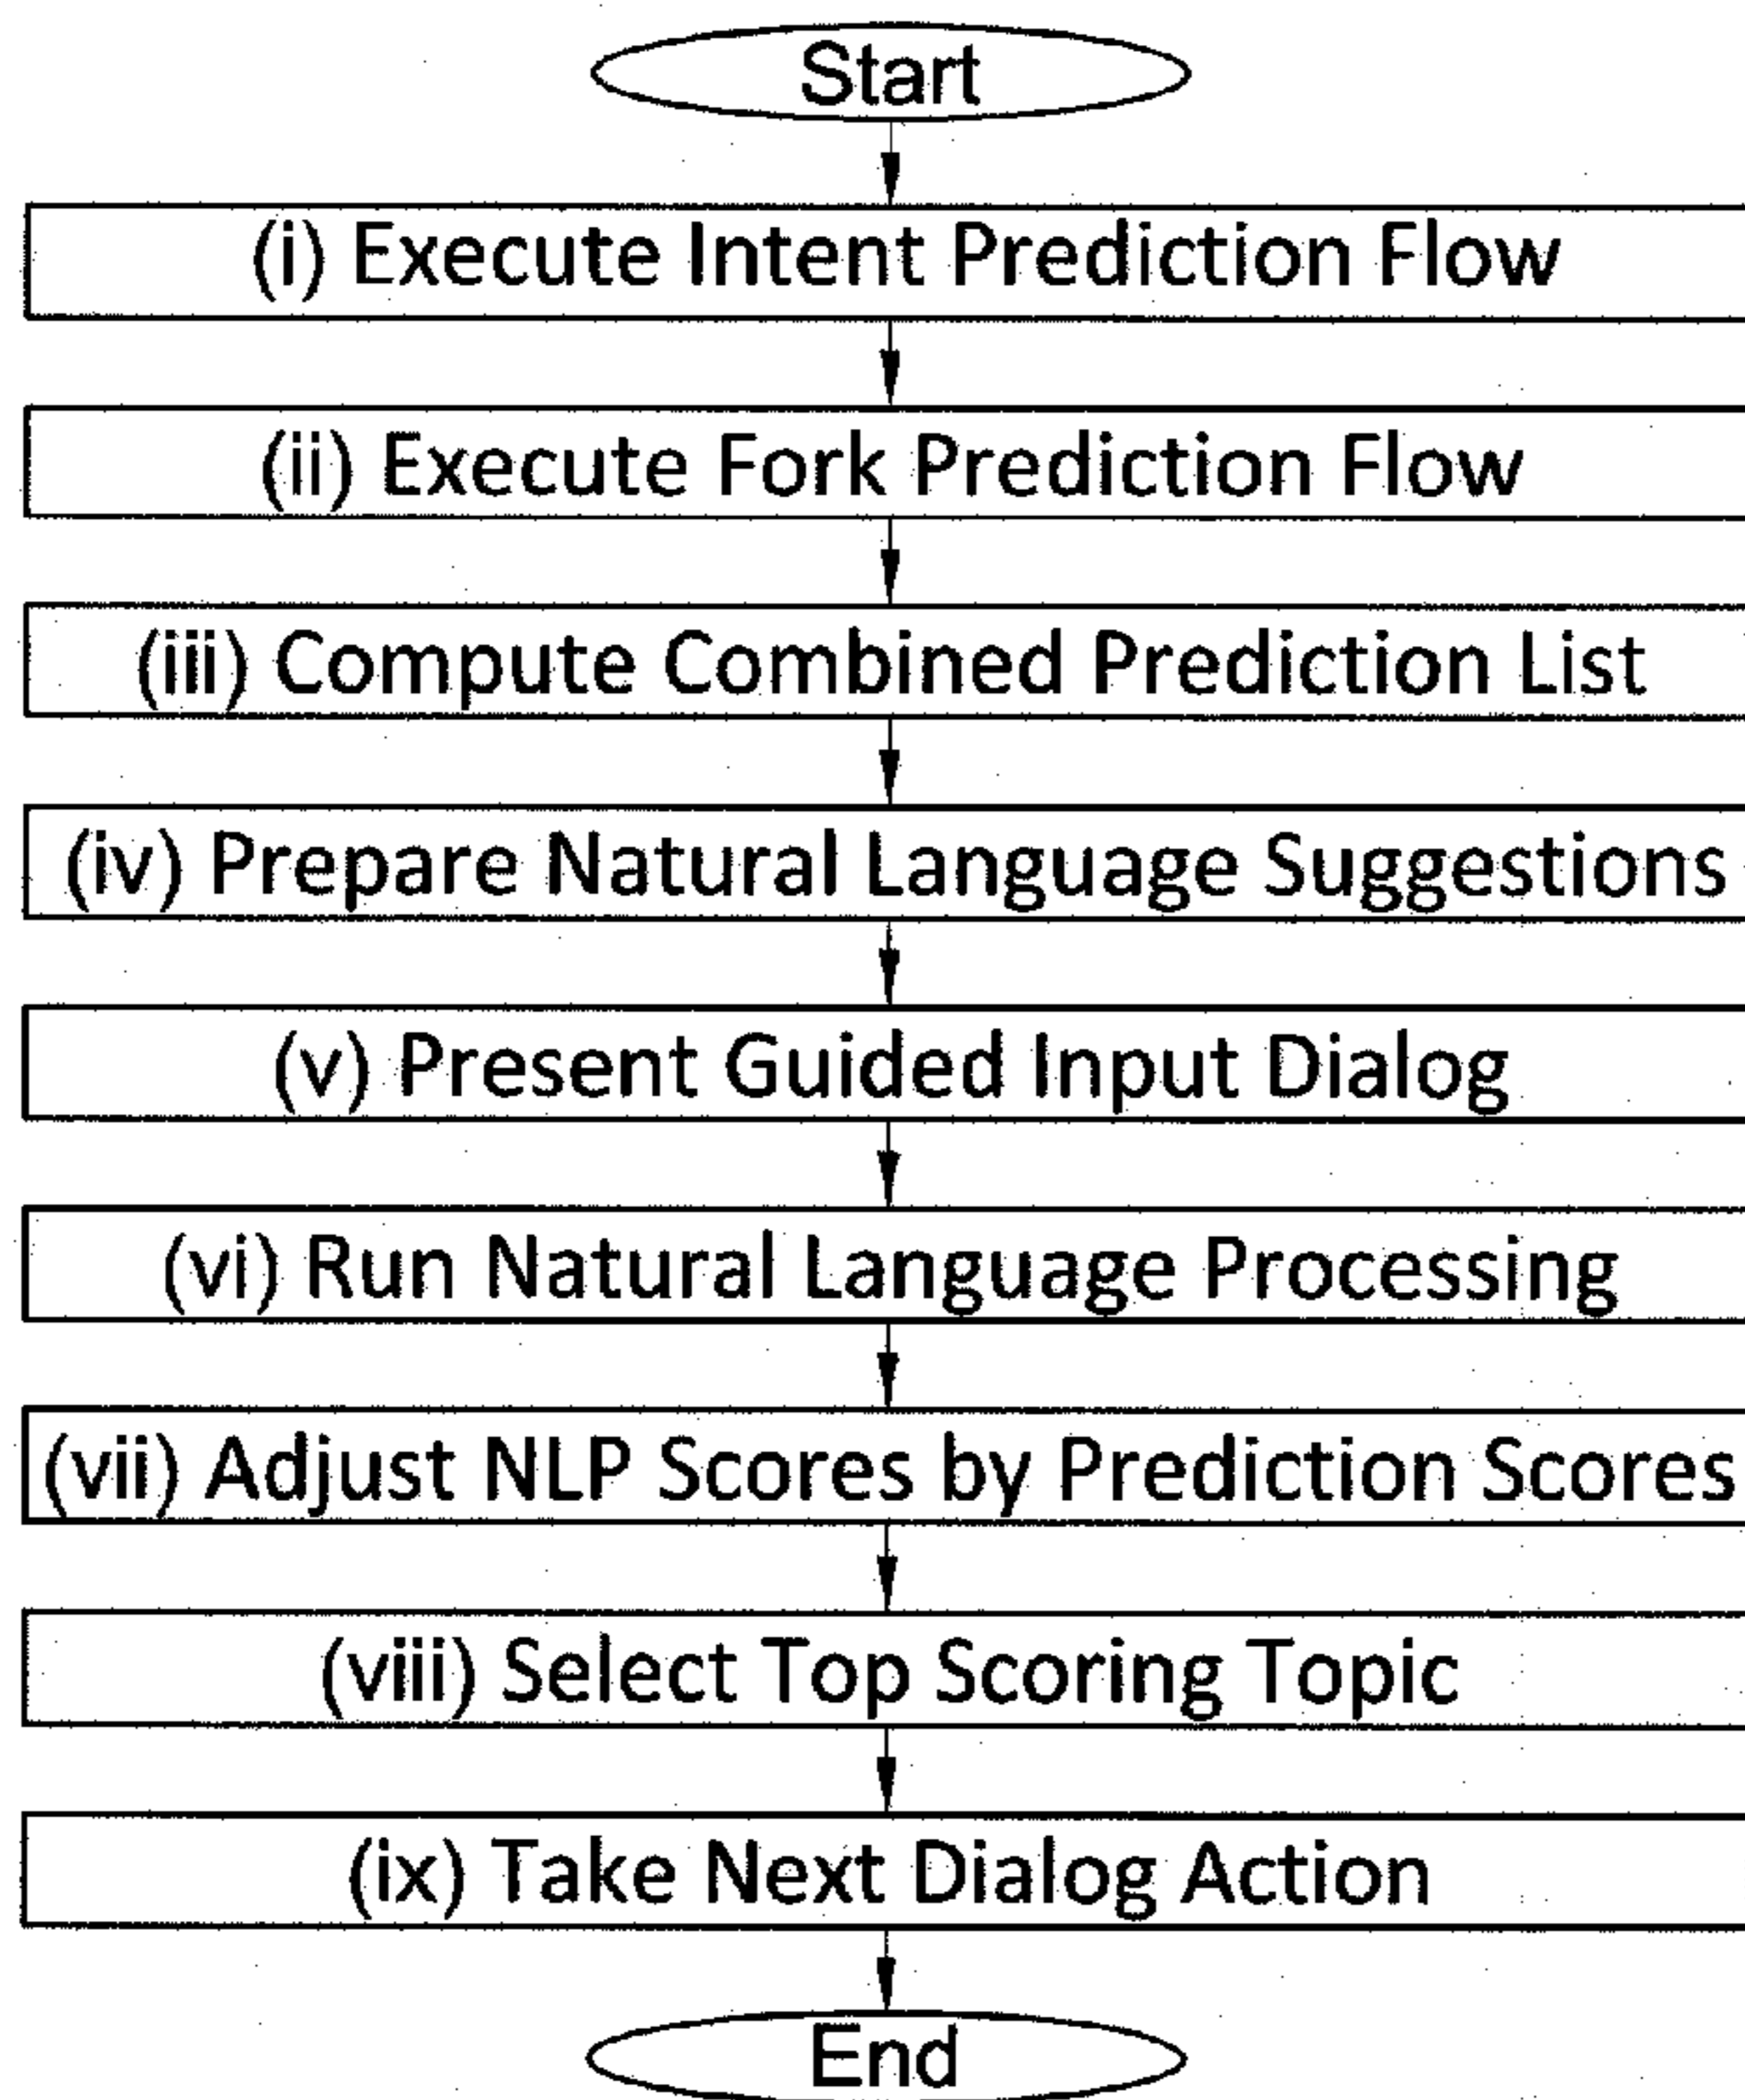 Start
(i) Execute Intent Prediction Flow
(ii) Execute Fork Prediction Flow
(iii) Compute Combined Prediction List
(iv) Prepare Natural Language Suggestions
(v) Present Guided Input Dialog
(vi) Run Natural Language Processing
(vii) Adjust NLP Scores by Prediction Scores
(viii) Select Top Scoring Topic
(ix) Take Next Dialog Action
End